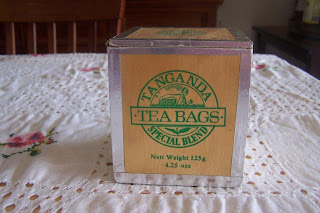 TANGANDA
TEA BAGS
SPECIAL BLEND
Nett Weight 125g
4.25 ozs